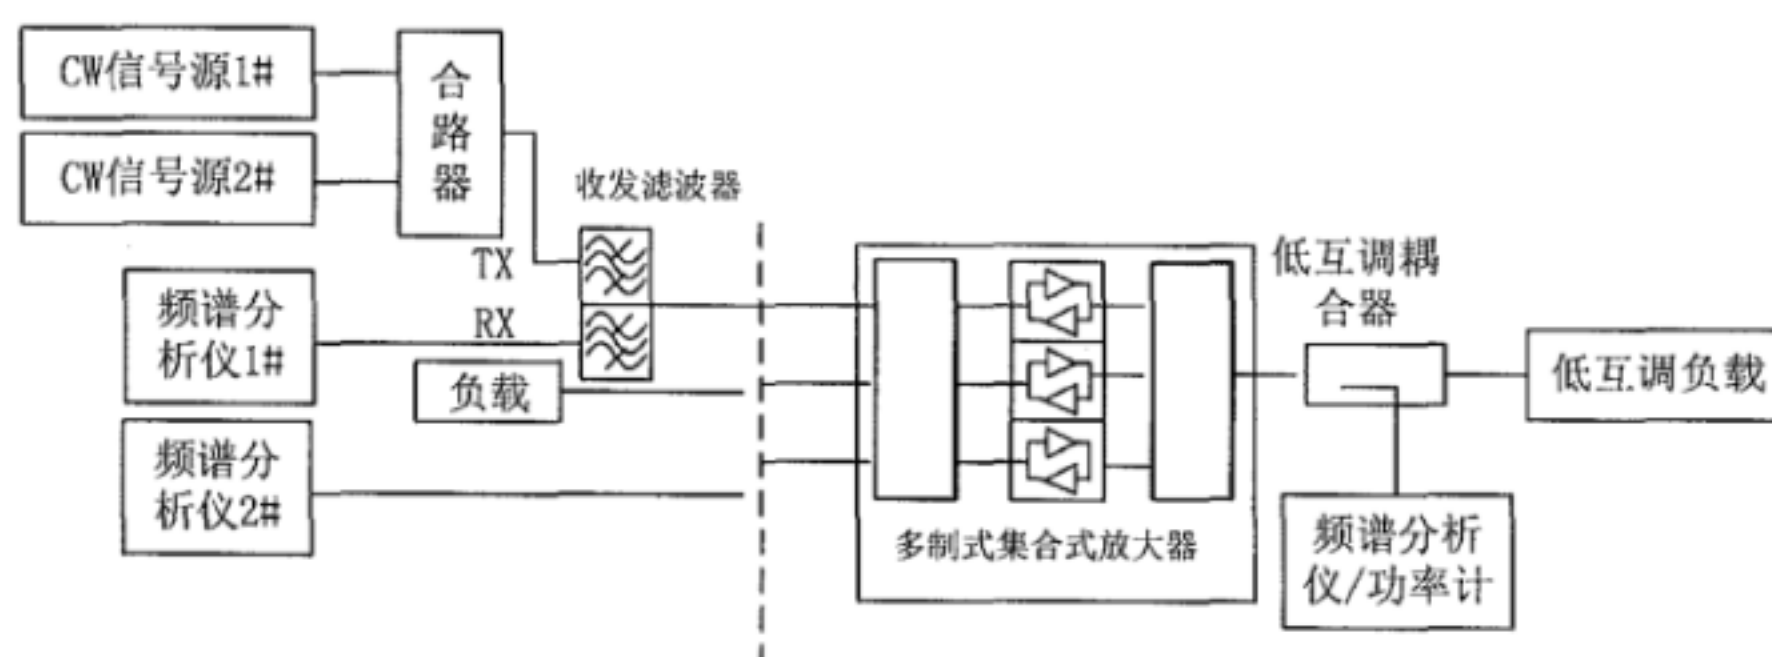 CW信号源1#
CW信号源2#
合
路
器
收发滤波器
TX
RX
频谱分
析仪1#
负载
频谱分
析仪2#
多制式集合式放大器
低互调耦
合器
低互调负载
频谱分析
仪/功率计